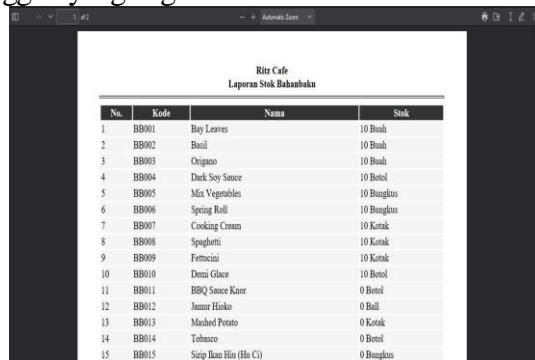 1 of 2 − + Automatic Zoom
Ritz Cafe
Laporan Stok Bahanbaku
No. Kode Nama Stok
1 BB001 Bay Leaves 10 Buah
2 BB002 Basil 10 Buah
3 BB003 Origano 10 Buah
4 BB004 Dark Soy Sauce 10 Botol
5 BB005 Mix Vegetables 10 Bungkus
6 BB006 Spring Roll 10 Bungkus
7 BB007 Cooking Cream 10 Kotak
8 BB008 Spaghetti 10 Kotak
9 BB009 Fettucini 10 Kotak
10 BB010 Demi Glace 10 Botol
11 BB011 BBQ Sauce Knor 0 Botol
12 BB012 Jamur Hioko 0 Ball
13 BB013 Mashed Potato 0 Kotak
14 BB014 Tobasco 0 Botol
15 BB015 Sirip Ikan Hiu (Hu Ci) 0 Bungkus